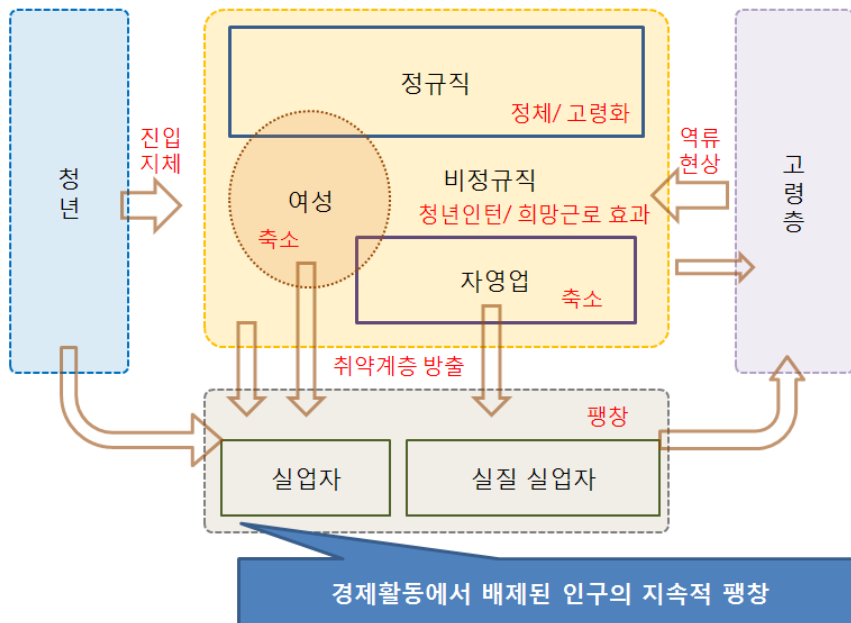 정규직
정체/ 고령화
진입
지체
청
년
여성
축소
비정규직
청년인턴/ 희망근로 효과
역류
현상
고
령
층
자영업
축소
취약계층 방출
팽창
실업자
실질 실업자
경제활동에서 배제된 인구의 지속적 팽창